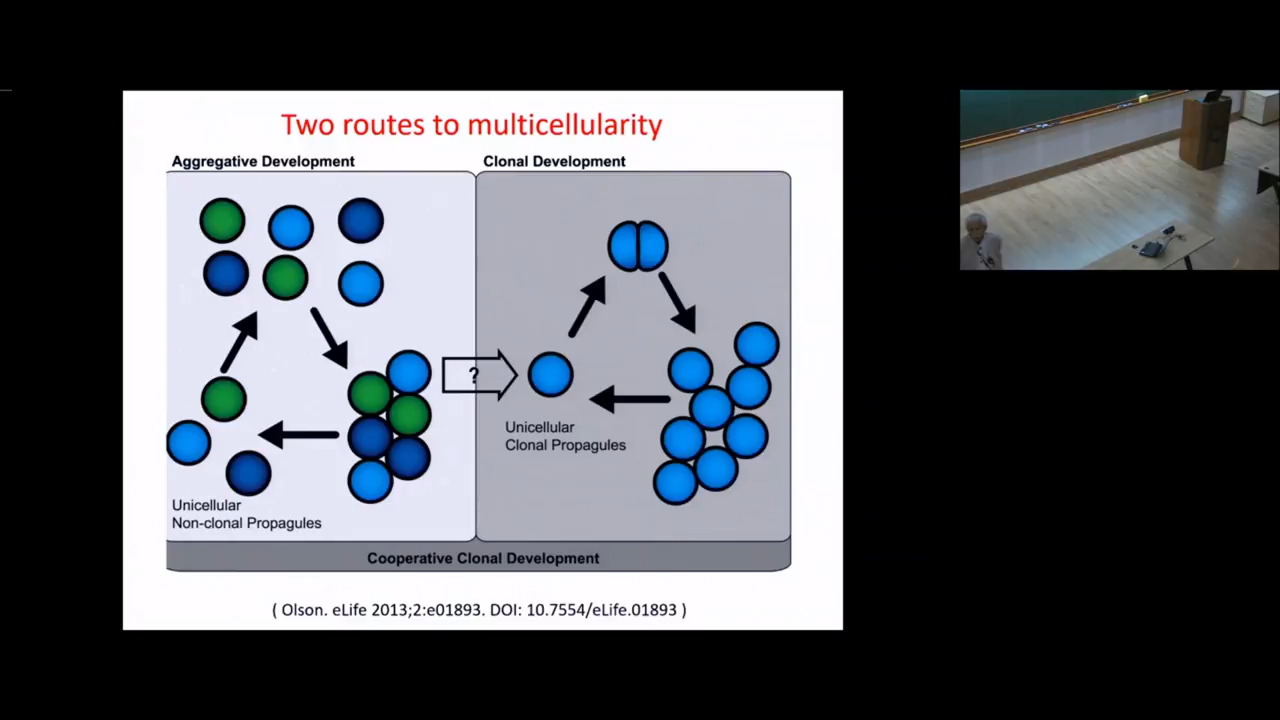 Two routes to multicellularity
Aggregative Development
Clonal Development
?
Unicellular
Clonal Propagules
Unicellular
Non-clonal Propagules
Cooperative Clonal Development
( Olson. eLife 2013;2:e01893. DOI: 10.7554/eLife.01893 )